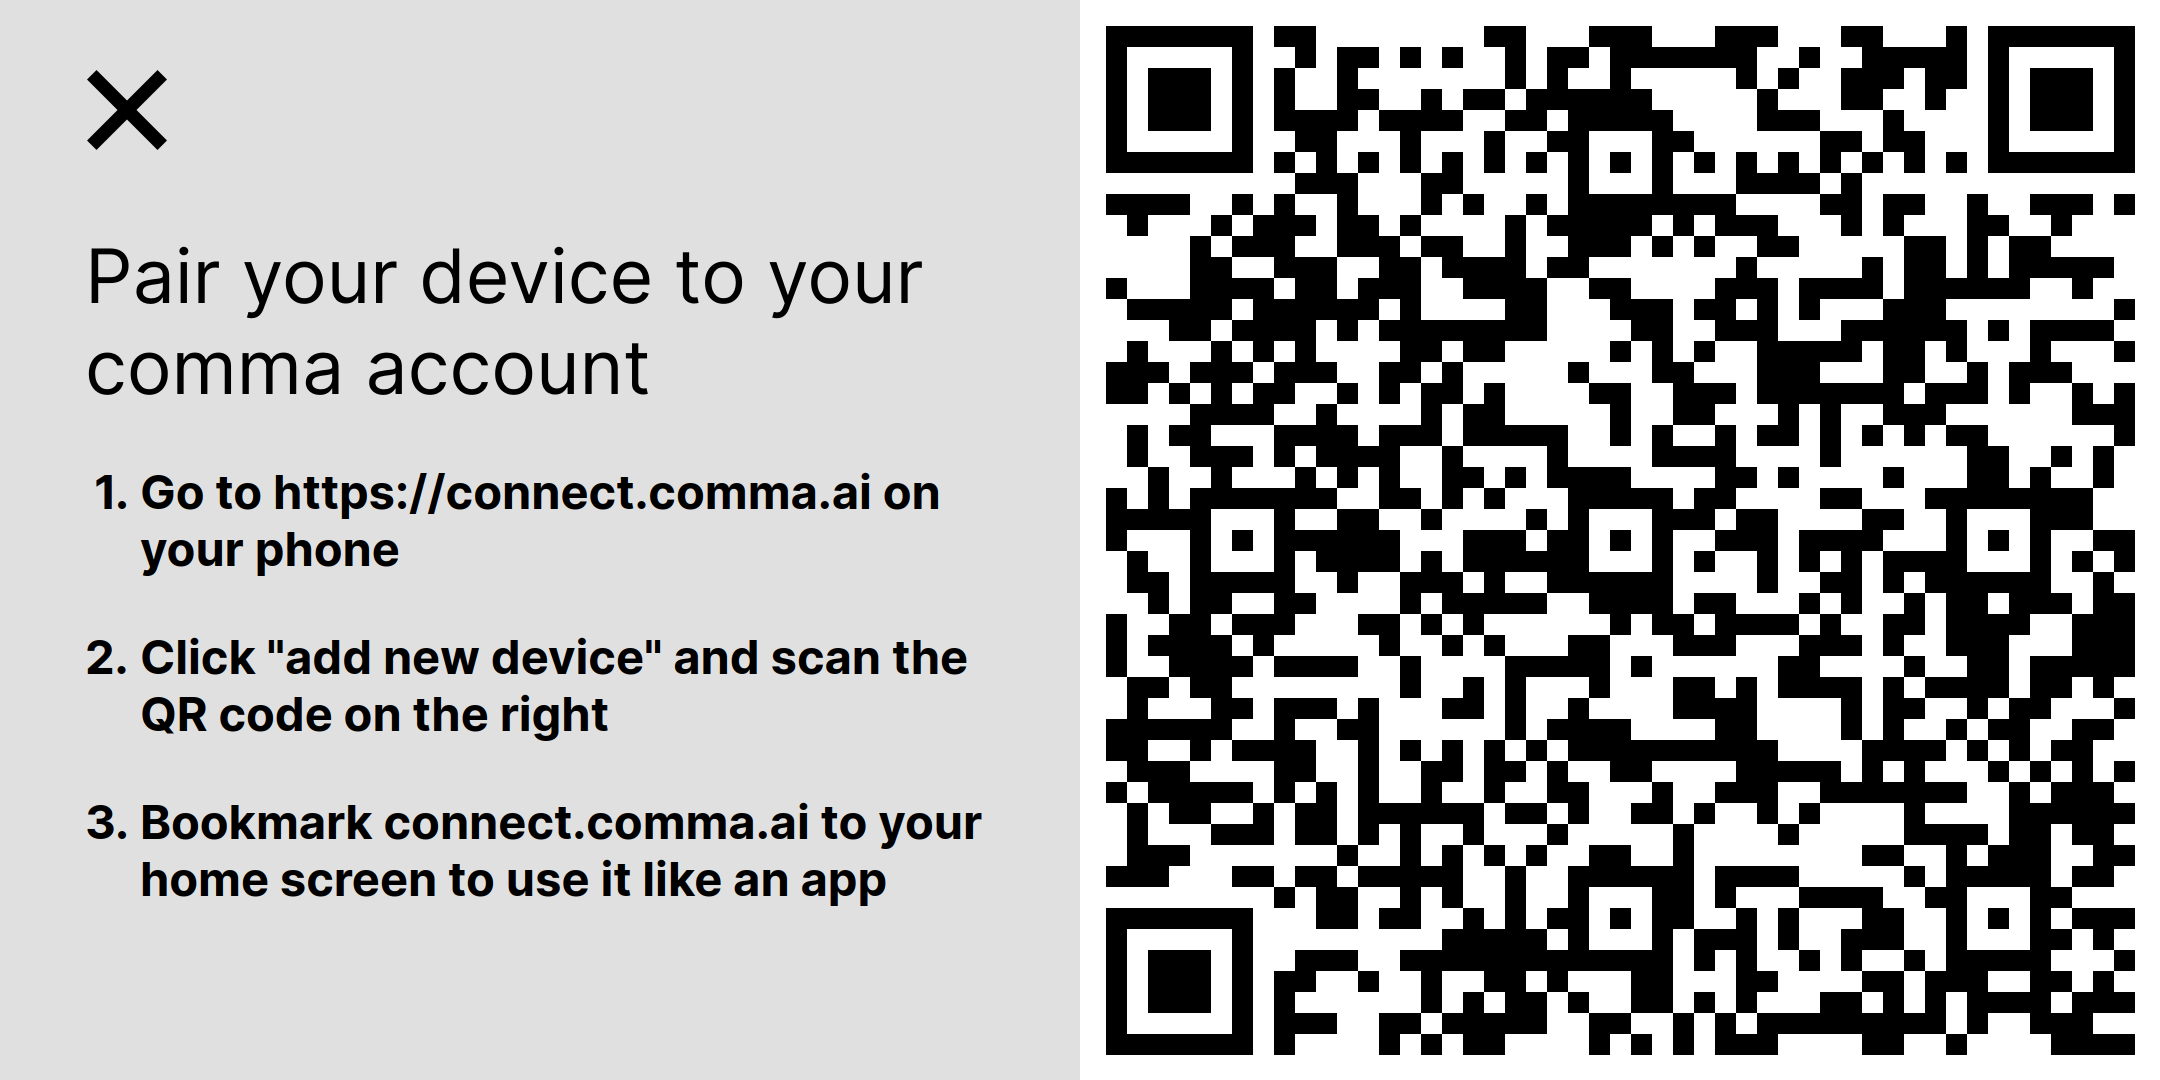 Pair your device to your
comma account
1. Go to https://connect.comma.ai on
your phone
2. Click "add new device" and scan the
QR code on the right
3. Bookmark connect.comma.ai to your
home screen to use it like an app